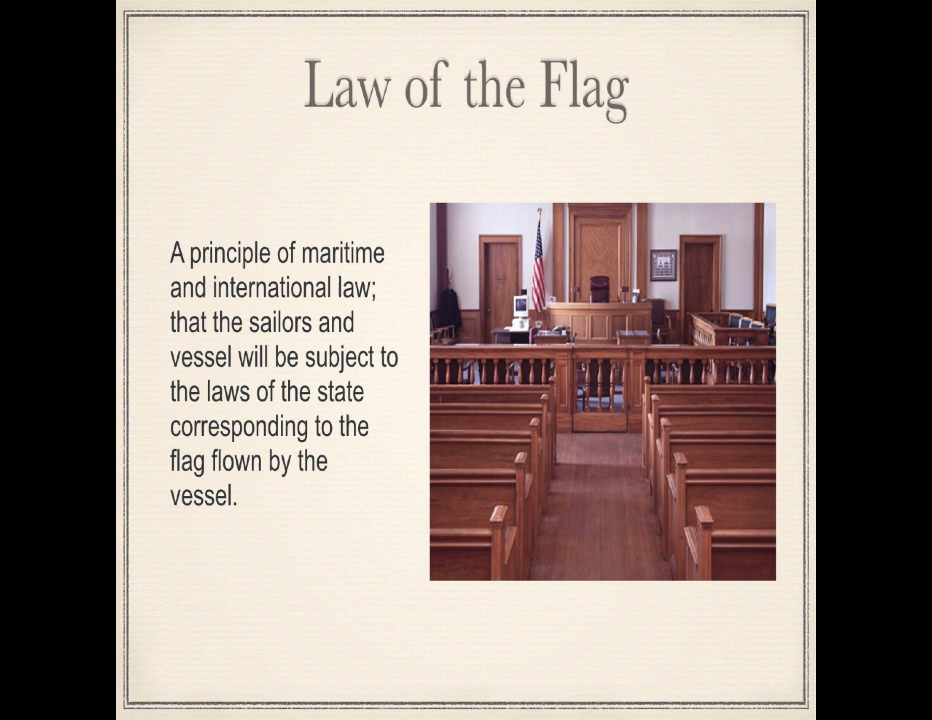 Law of the Flag
A principle of maritime
and international law;
that the sailors and
vessel will be subject to
the laws of the state
corresponding to the
flag flown by the
vessel.